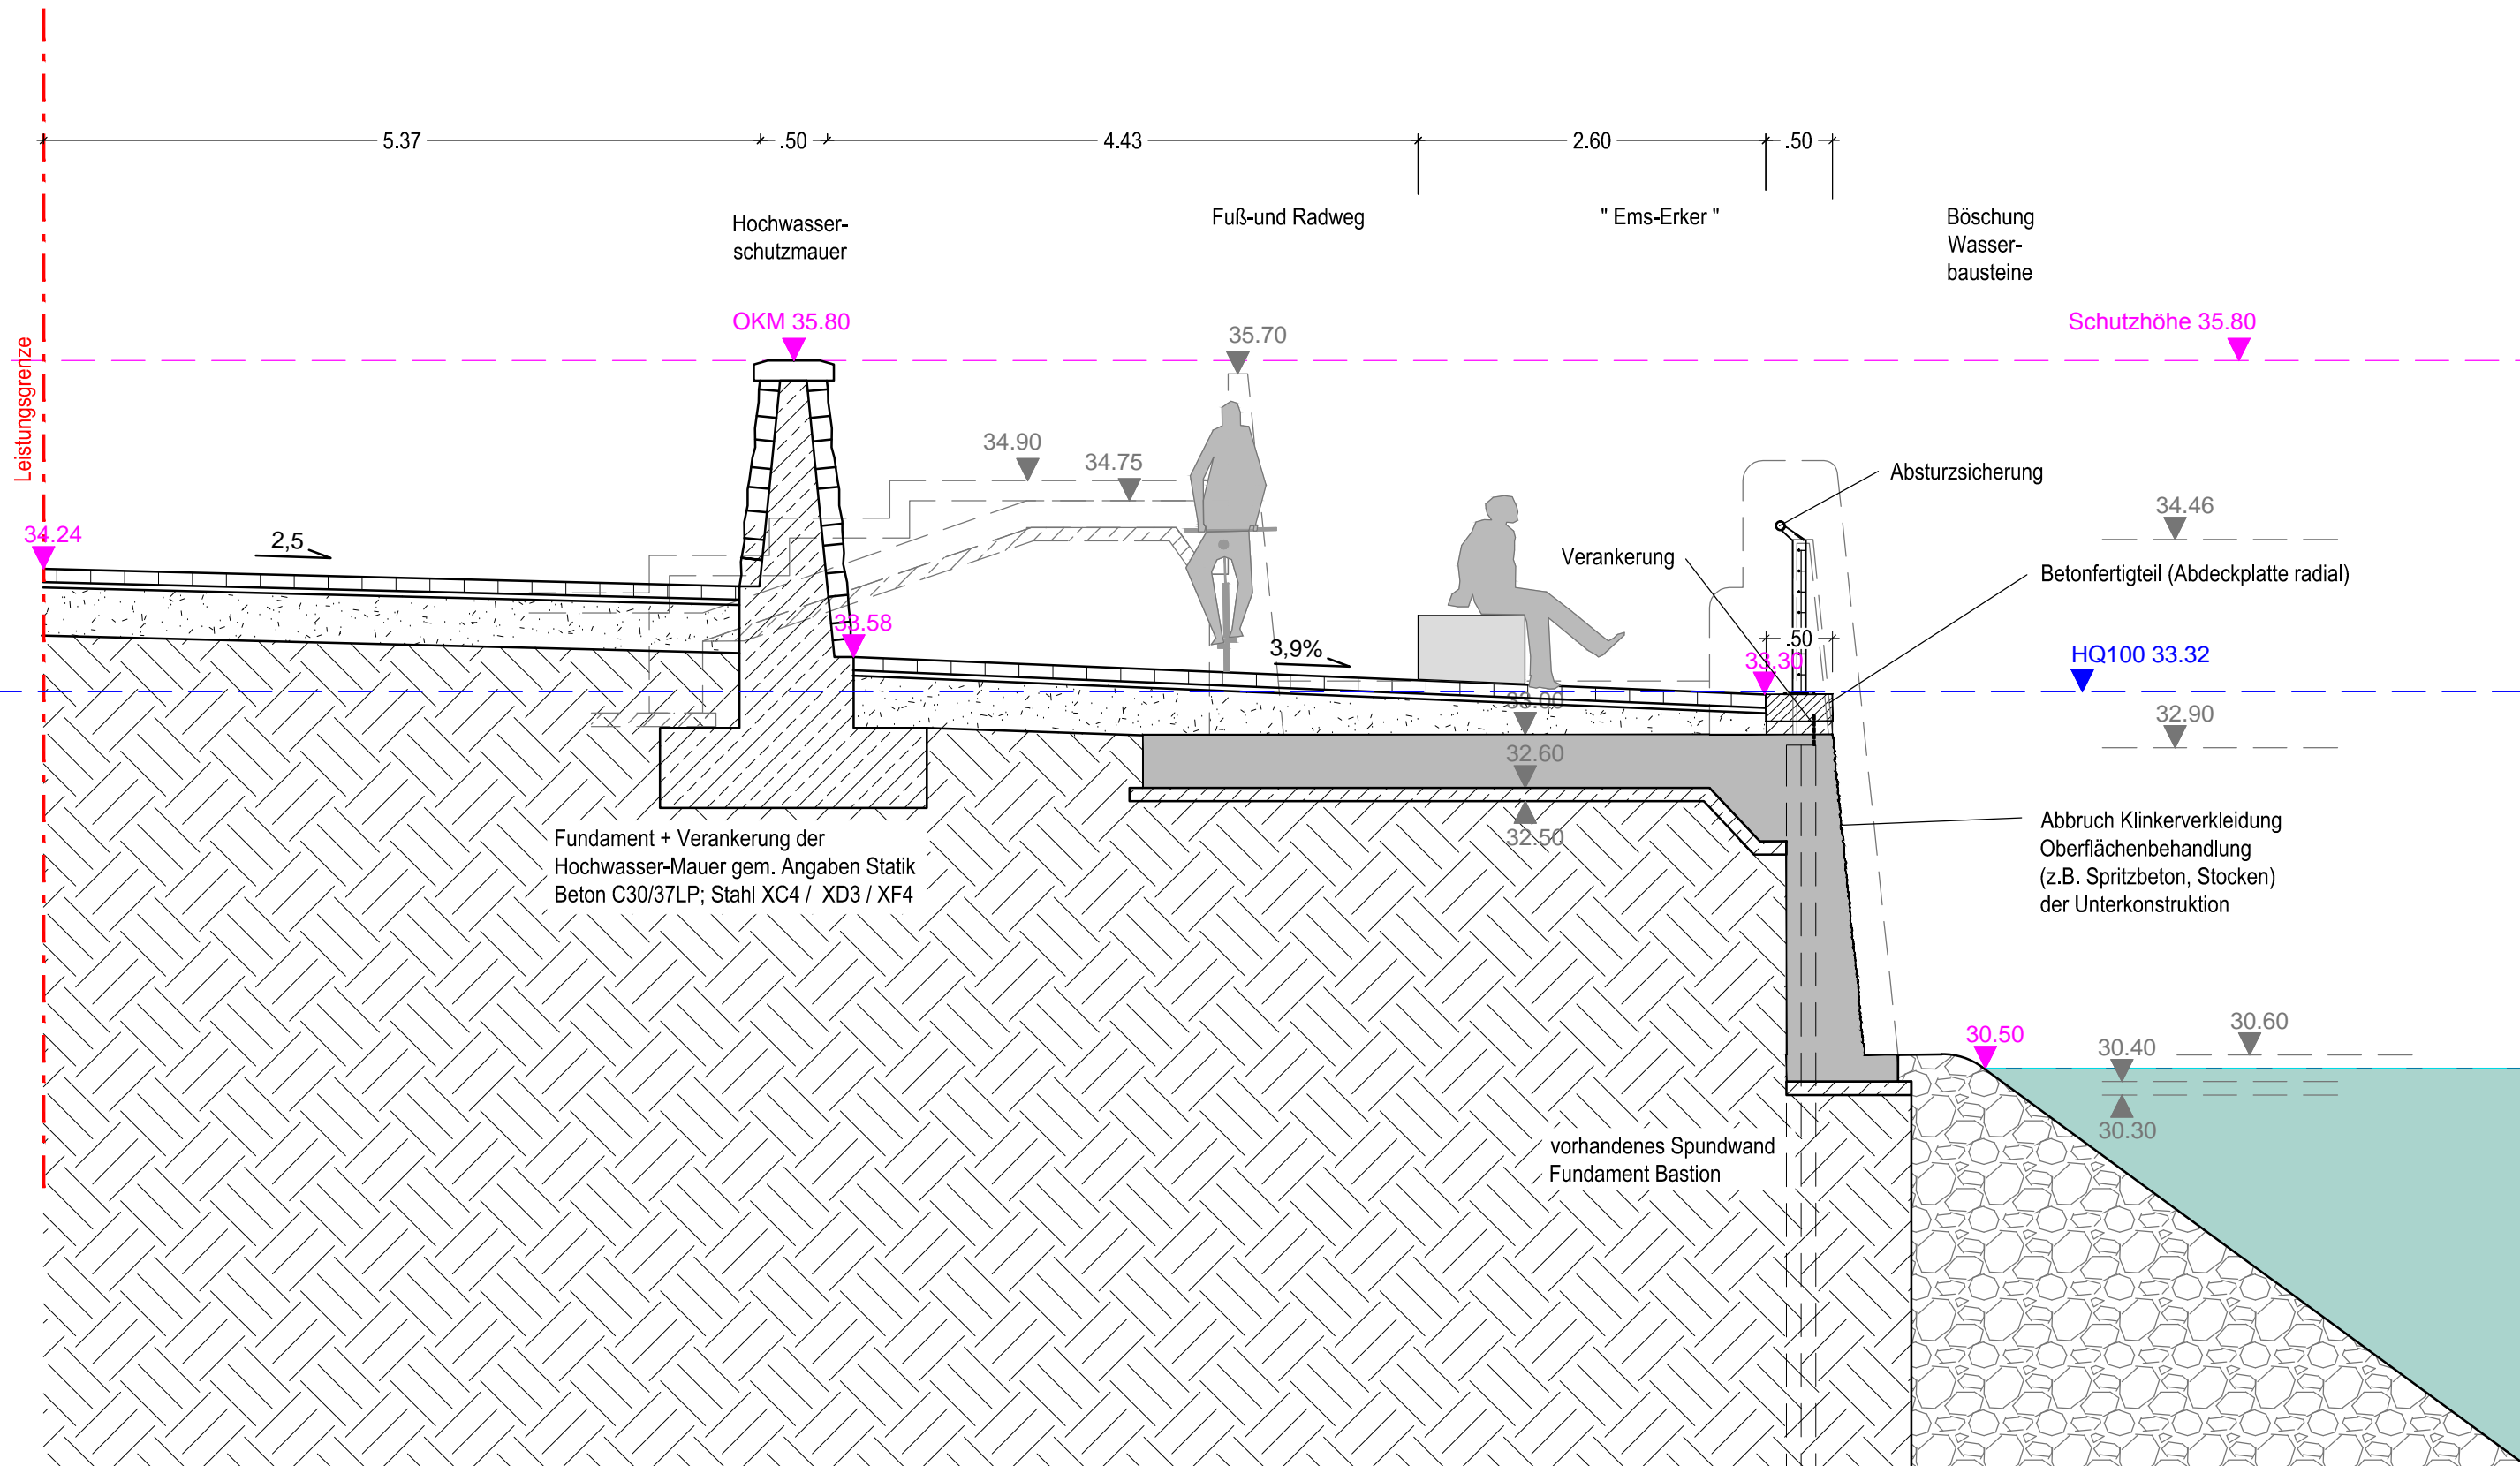 5.37
.50
4.43
2.60
.50
Hochwasser-
schutzmauer
Fuß-und Radweg
" Ems-Erker "
Böschung
Wasser-
bausteine
Leistungsgrenze
OKM 35.80
35.70
Schutzhöhe 35.80
34.90
34.75
Absturzsicherung
34.46
34.24
2,5
Verankerung
Betonfertigteil (Abdeckplatte radial)
33.58
3,9%
.50
33.30
HQ100 33.32
33.00
32.90
32.60
32.50
Fundament + Verankerung der
Hochwasser-Mauer gem. Angaben Statik
Beton C30/37LP; Stahl XC4 / XD3 / XF4
Abbruch Klinkerverkleidung
Oberflächenbehandlung
(z.B. Spritzbeton, Stocken)
der Unterkonstruktion
30.50
30.60
30.40
30.30
vorhandenes Spundwand
Fundament Bastion